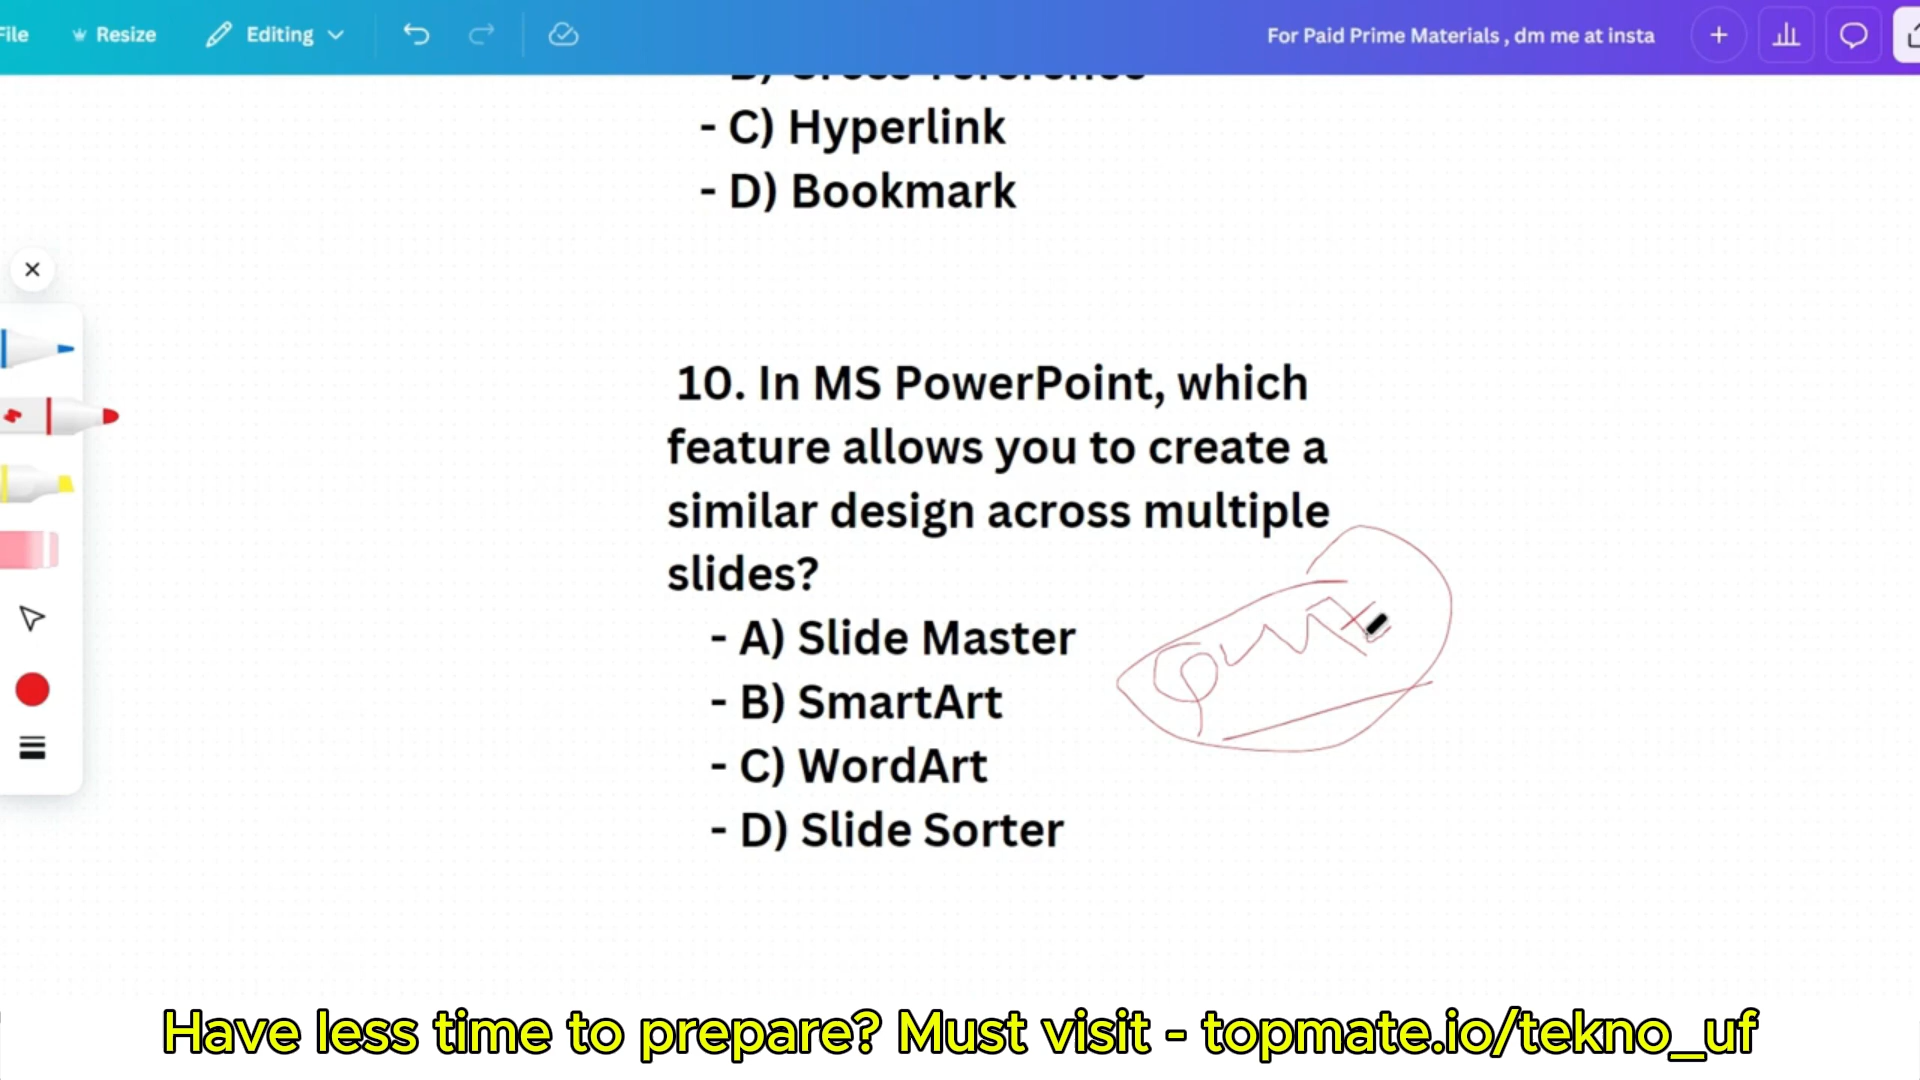 File Resize Editing For Paid Prime Materials , dm me at insta
- C) Hyperlink
- D) Bookmark
10. In MS PowerPoint, which
feature allows you to create a
similar design across multiple
slides?
- A) Slide Master
- B) SmartArt
- C) WordArt
- D) Slide Sorter
Have less time to prepare? Must visit - topmate.io/tekno_uf